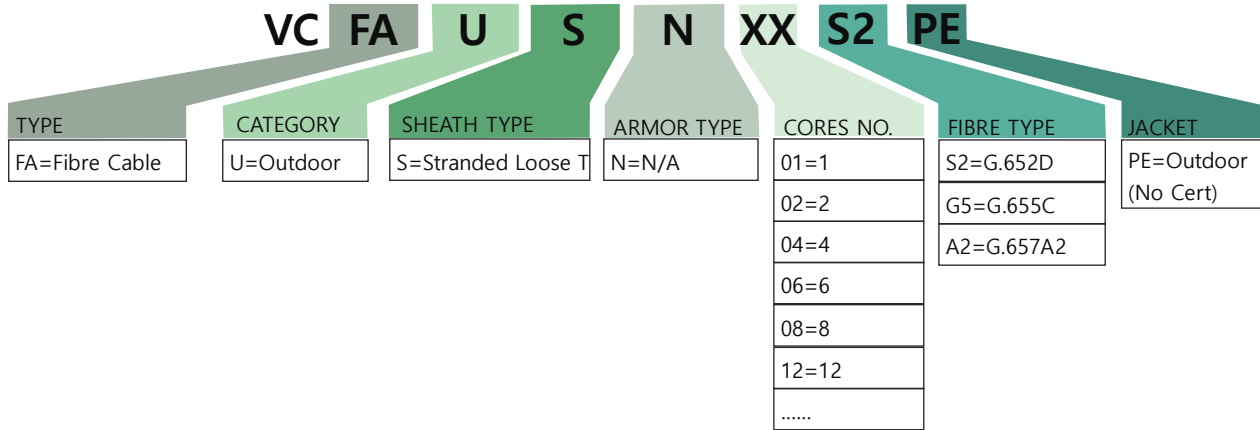 VC FA U S N XX S2 PE
TYPE
FA=Fibre Cable
CATEGORY
U=Outdoor
SHEATH TYPE
S=Stranded Loose T
ARMOR TYPE
N=N/A
CORES NO.
01=1
02=2
04=4
06=6
08=8
12=12
......
FIBRE TYPE
S2=G.652D
G5=G.655C
A2=G.657A2
JACKET
PE=Outdoor
(No Cert)